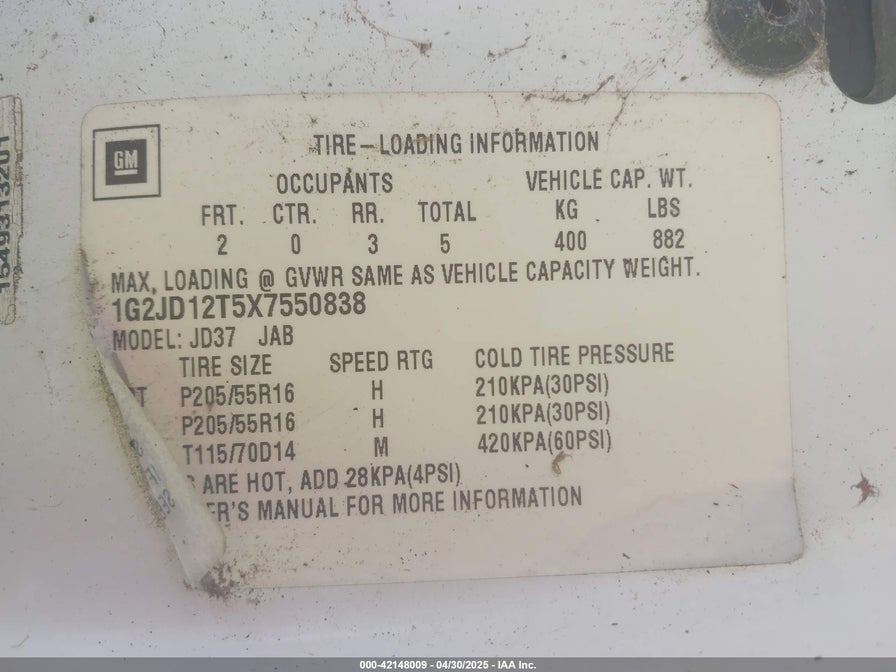 GM
TIRE-LOADING INFORMATION
OCCUPANTS VEHICLE CAP. WT.
FRT. CTR. RR. TOTAL KG LBS
2 0 3 5 400 882
MAX. LOADING @ GVWR SAME AS VEHICLE CAPACITY WEIGHT.
1G2JD12T5X7550838
MODEL: JD37 JAB
TIRE SIZE SPEED RTG COLD TIRE PRESSURE
P205/55R16 H 210KPA(30PSI)
P205/55R16 H 210KPA(30PSI)
T115/70D14 M 420KPA(60PSI)
ARE HOT, ADD 28KPA(4PSI)
ER'S MANUAL FOR MORE INFORMATION
000-42148009 - 04/30/2025 - IAA Inc.